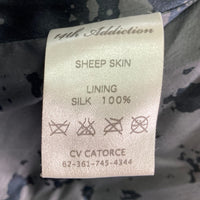 14th Addiction
SHEEP SKIN
LINING
SILK 100%
CV CATORCE
67-361-745-4344